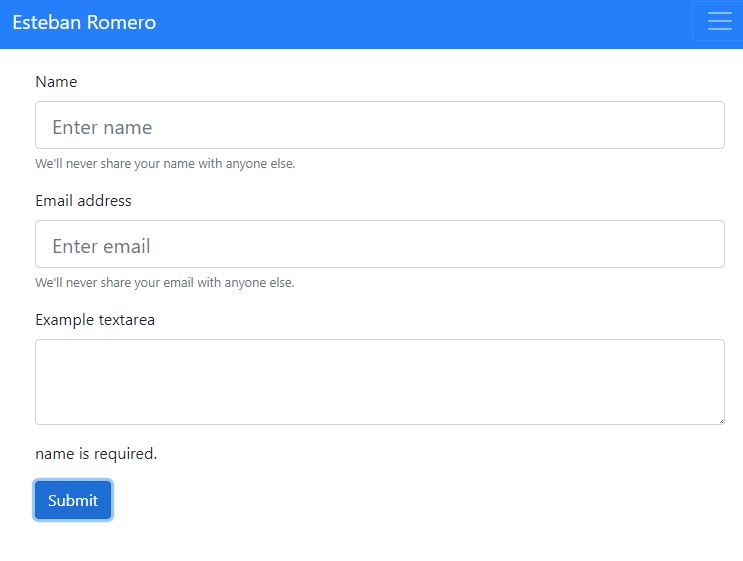 Esteban Romero
Name
Enter name
We'll never share your name with anyone else.
Email address
Enter email
We'll never share your email with anyone else.
Example textarea
name is required.
Submit